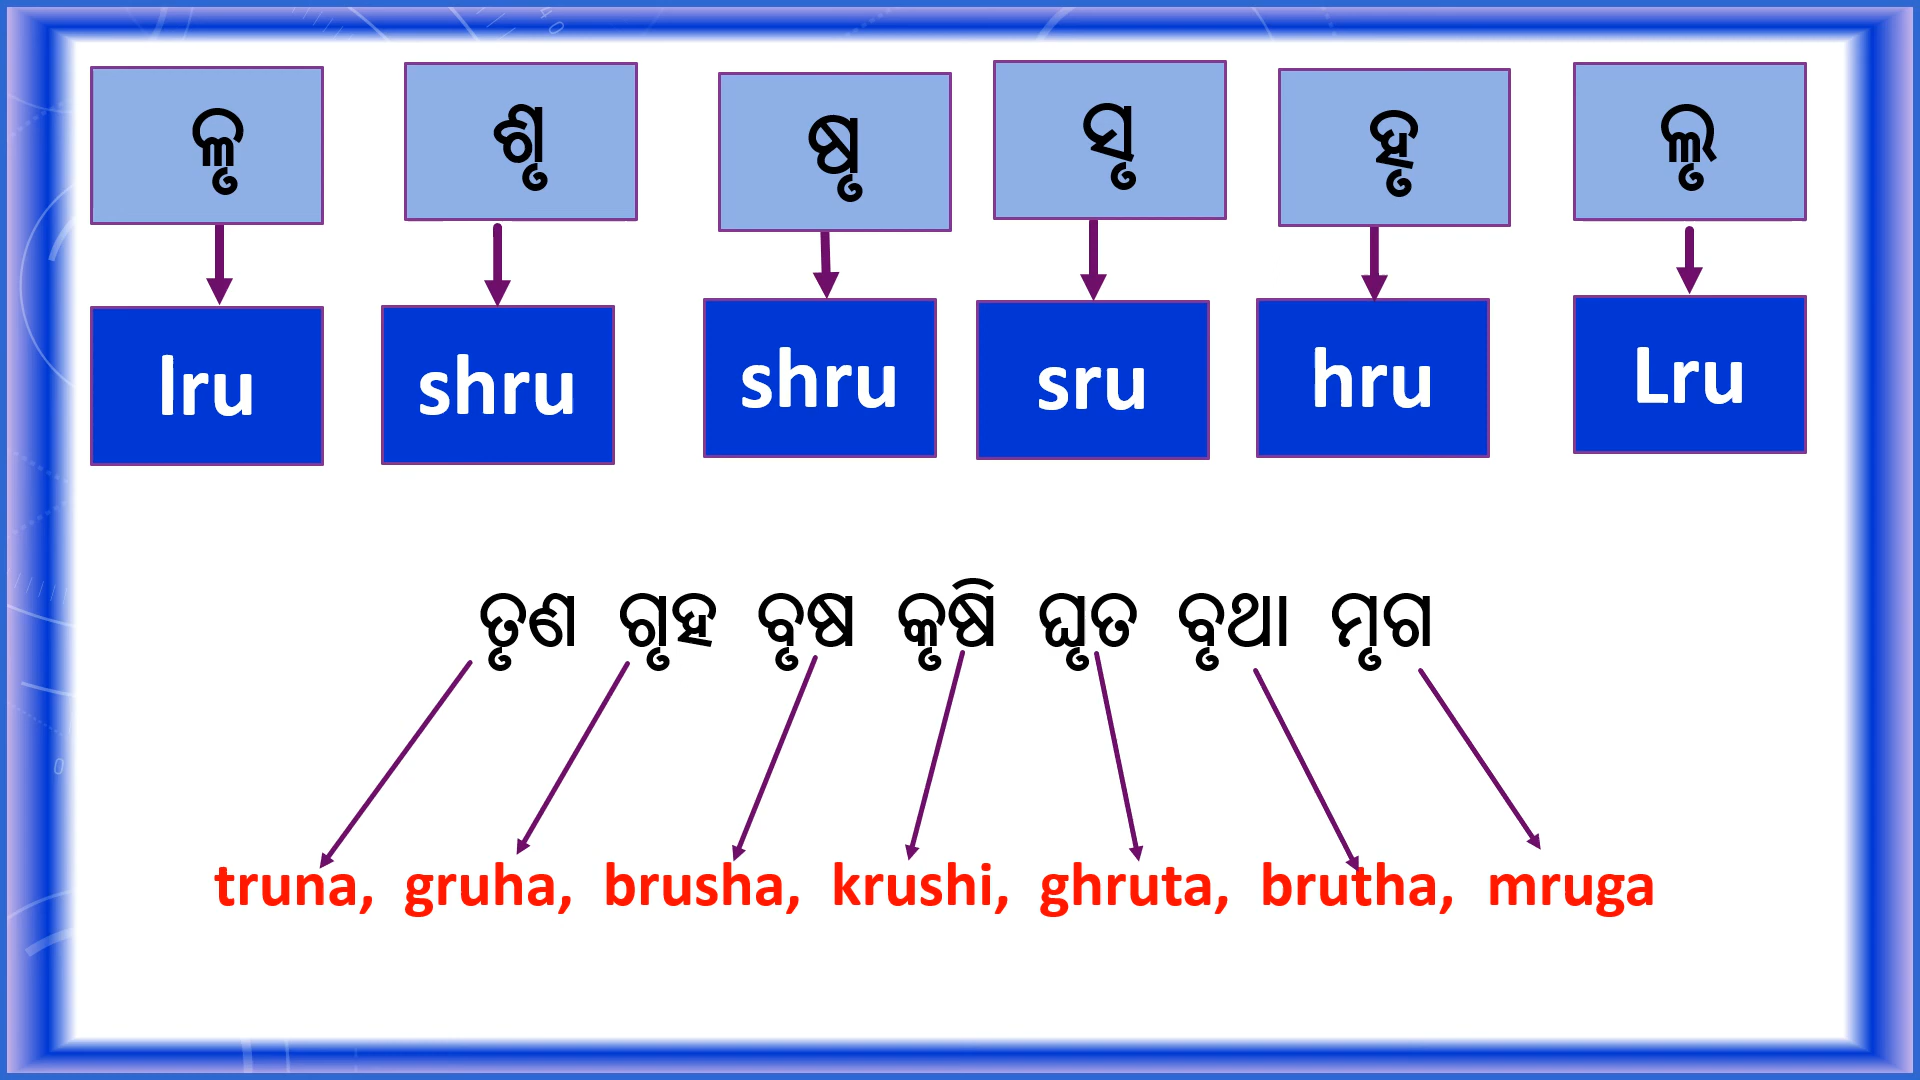 ଳୃ ଶୃ ଷୃ ସୃ ହୃ ଲୃ
lru shru shru sru hru Lru
ତୃଣ ଗୃହ ବୃଷ କୃଷି ଘୃତ ବୃଥା ମୃଗ
truna, gruha, brusha, krushi, ghruta, brutha, mruga